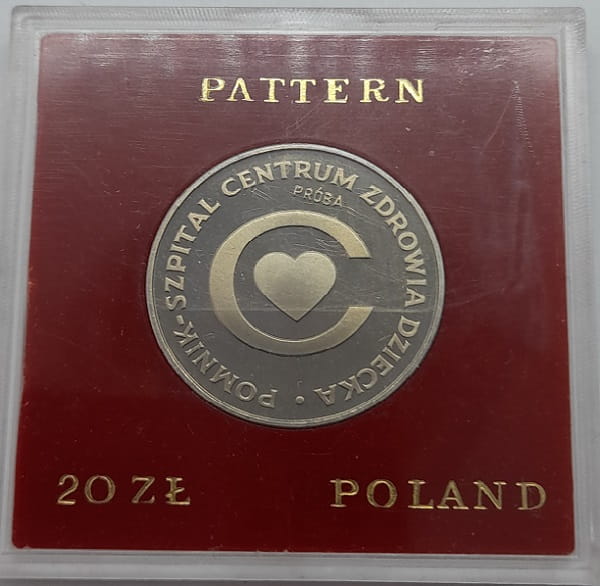 PATTERN
POMNIK-SZPITAL CENTRUM ZDROWIA DZIECKA •
PRÓBA
C
20 ZŁ
POLAND